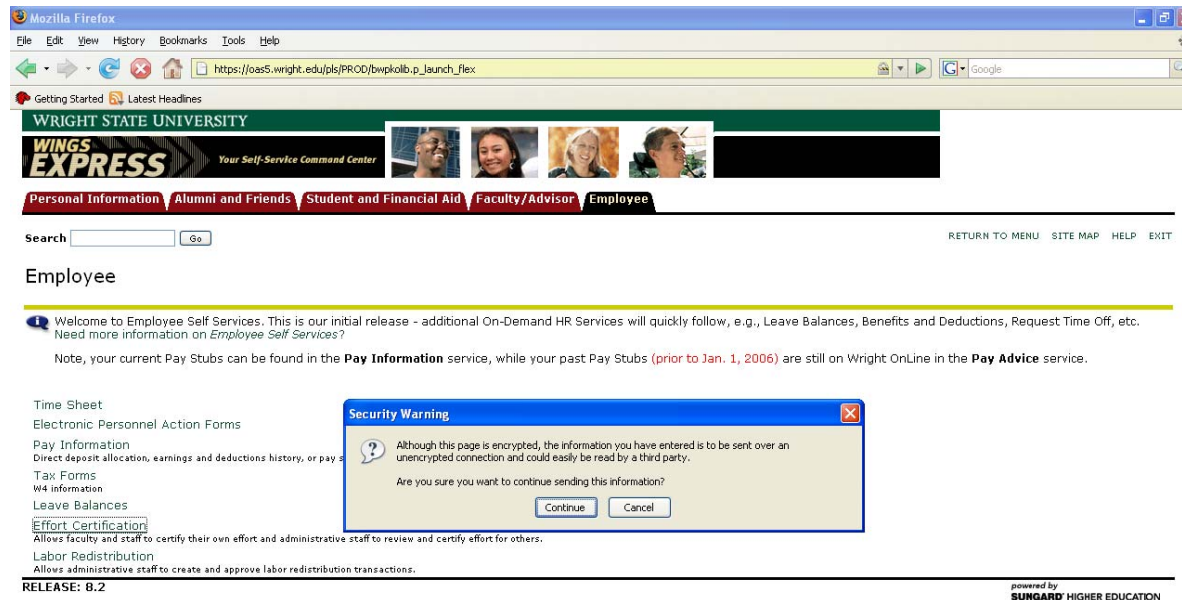 Mozilla Firefox
File Edit View History Bookmarks Tools Help
https://oas5.wright.edu/pls/PROD/bwpkolib.p_launch_flex
Google
Getting Started Latest Headlines
WRIGHT STATE UNIVERSITY
WINGS
EXPRESS Your Self-Service Command Center
Personal Information Alumni and Friends Student and Financial Aid Faculty/Advisor Employee
Search Go RETURN TO MENU SITE MAP HELP EXIT
Employee
Welcome to Employee Self Services. This is our initial release - additional On-Demand HR Services will quickly follow, e.g., Leave Balances, Benefits and Deductions, Request Time Off, etc.
Need more information on Employee Self Services?
Note, your current Pay Stubs can be found in the Pay Information service, while your past Pay Stubs (prior to Jan. 1, 2006) are still on Wright OnLine in the Pay Advice service.
Time Sheet
Electronic Personnel Action Forms
Pay Information
Direct deposit allocation, earnings and deductions history, or pay s
Tax Forms
W4 information
Leave Balances
Effort Certification
Allows faculty and staff to certify their own effort and administrative staff to review and certify effort for others.
Labor Redistribution
Allows administrative staff to create and approve labor redistribution transactions.
Security Warning
Although this page is encrypted, the information you have entered is to be sent over an
unencrypted connection and could easily be read by a third party.
Are you sure you want to continue sending this information?
Continue Cancel
RELEASE: 8.2
powered by
SUNGARD HIGHER EDUCATION